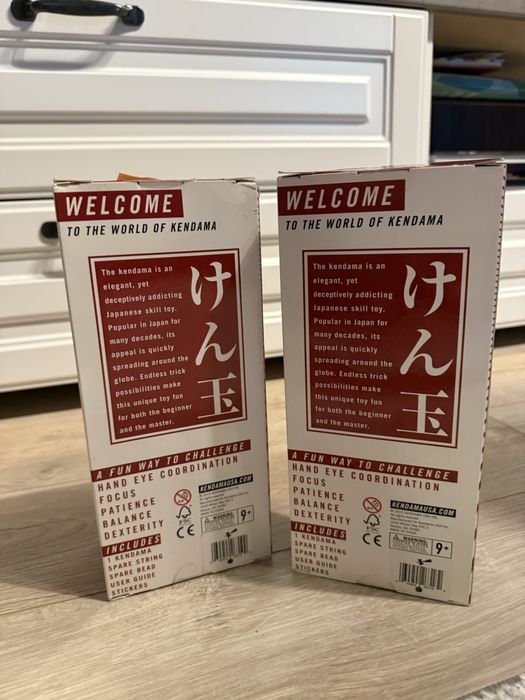 WELCOME
TO THE WORLD OF KENDAMA
The kendama is an
elegant, yet
deceptively addicting
Japanese skill toy.
Popular in Japan for
many decades, its
appeal is quickly
spreading around the
globe. Endless trick
possibilities make
this unique toy fun
for both the beginner
and the master.
けん玉
A FUN WAY TO CHALLENGE
HAND EYE COORDINATION
FOCUS
PATIENCE
BALANCE
DEXTERITY
INCLUDES
1 KENDAMA
SPARE STRING
SPARE BEAD
USER GUIDE
STICKERS
KENDAMAUSA.COM
FSC
CE
WARNING
9+
WELCOME
TO THE WORLD OF KENDAMA
The kendama is an
elegant, yet
deceptively addicting
Japanese skill toy.
Popular in Japan for
many decades, its
appeal is quickly
spreading around the
globe. Endless trick
possibilities make
this unique toy fun
for both the beginner
and the master.
けん玉
A FUN WAY TO CHALLENGE
HAND EYE COORDINATION
FOCUS
PATIENCE
BALANCE
DEXTERITY
INCLUDES
1 KENDAMA
SPARE STRING
SPARE BEAD
USER GUIDE
STICKERS
KENDAMAUSA.COM
FSC
CE
WARNING
9+